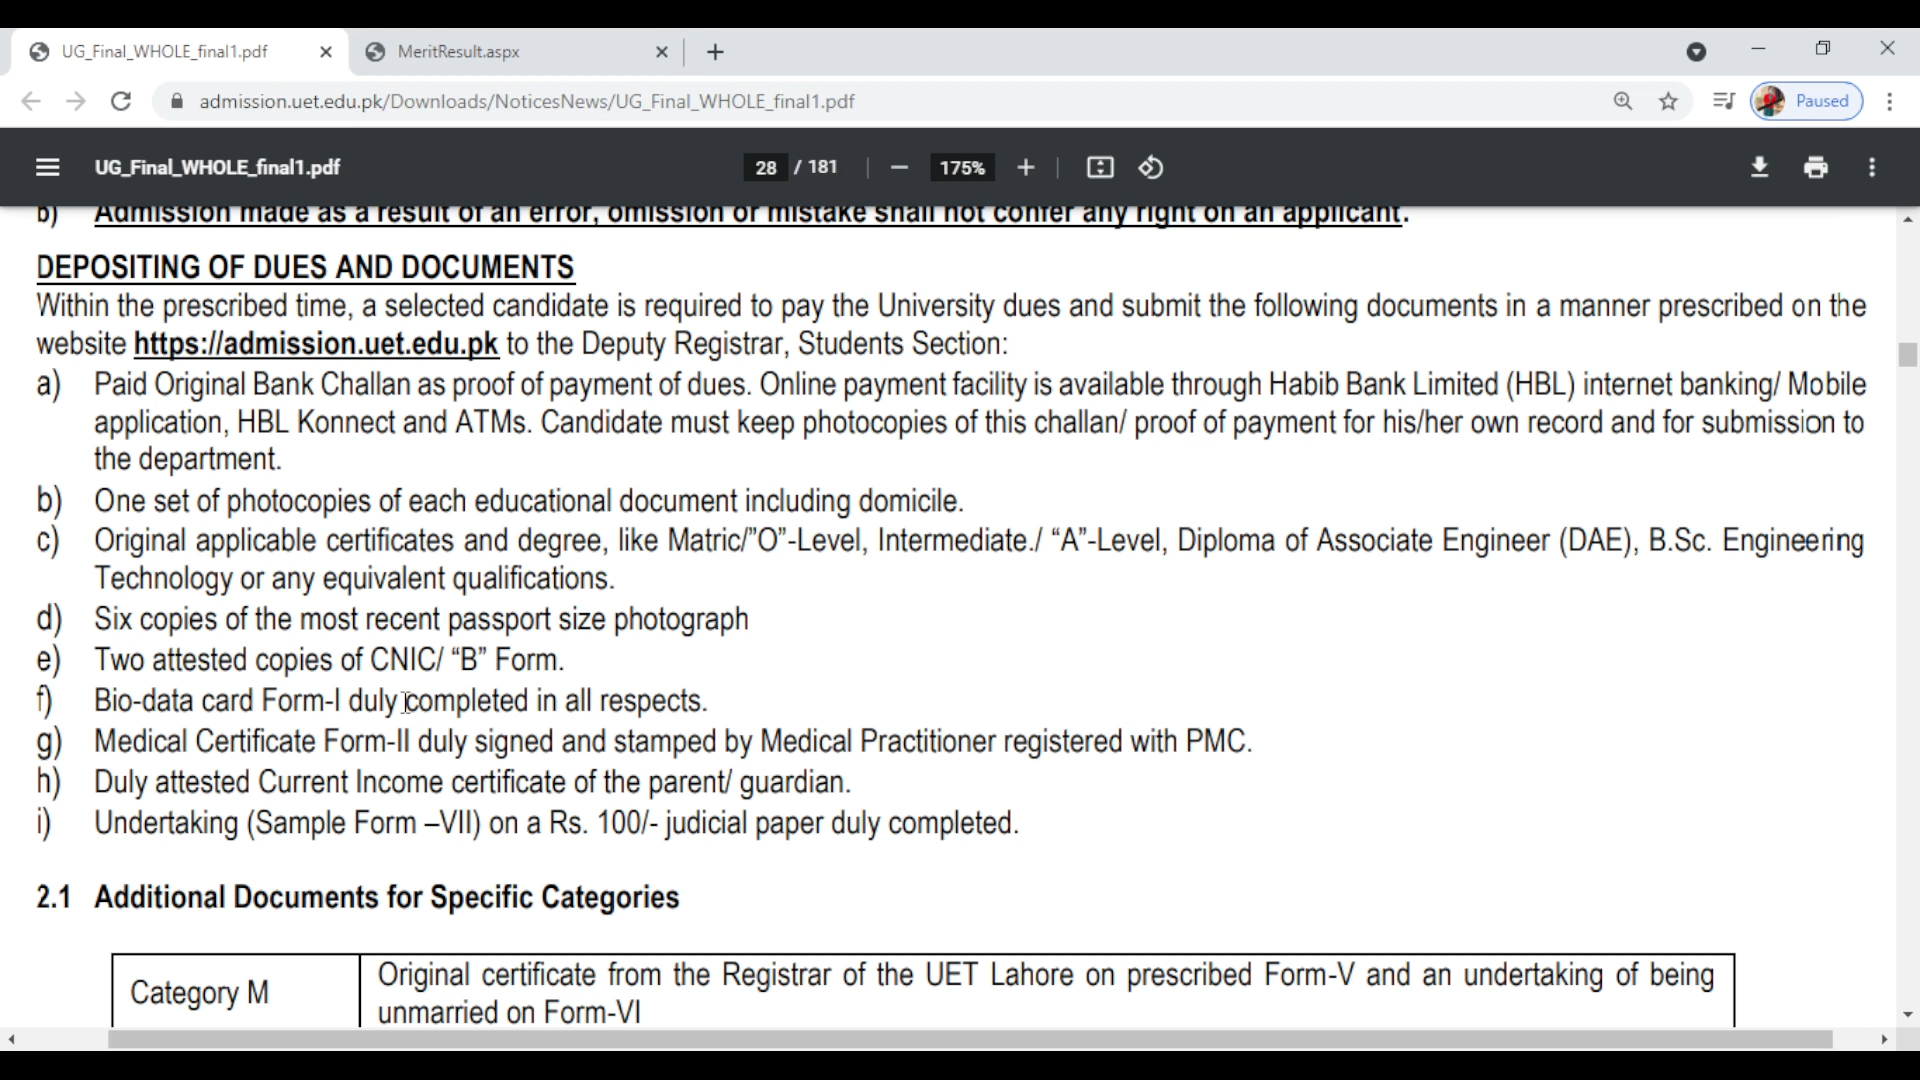 UG_Final_WHOLE_final1.pdf
MeritResult.aspx
admission.uet.edu.pk/Downloads/NoticesNews/UG_Final_WHOLE_final1.pdf
Paused
UG_Final_WHOLE_final1.pdf
28 / 181
175%
b) Admission made as a result of an error, omission or mistake shall not confer any right on an applicant.
DEPOSITING OF DUES AND DOCUMENTS
Within the prescribed time, a selected candidate is required to pay the University dues and submit the following documents in a manner prescribed on the
website https://admission.uet.edu.pk to the Deputy Registrar, Students Section:
a) Paid Original Bank Challan as proof of payment of dues. Online payment facility is available through Habib Bank Limited (HBL) internet banking/ Mobile
application, HBL Konnect and ATMs. Candidate must keep photocopies of this challan/ proof of payment for his/her own record and for submission to
the department.
b) One set of photocopies of each educational document including domicile.
c) Original applicable certificates and degree, like Matric/”O”-Level, Intermediate./ “A”-Level, Diploma of Associate Engineer (DAE), B.Sc. Engineering
Technology or any equivalent qualifications.
d) Six copies of the most recent passport size photograph
e) Two attested copies of CNIC/ “B” Form.
f) Bio-data card Form-I duly completed in all respects.
g) Medical Certificate Form-II duly signed and stamped by Medical Practitioner registered with PMC.
h) Duly attested Current Income certificate of the parent/ guardian.
i) Undertaking (Sample Form –VII) on a Rs. 100/- judicial paper duly completed.
2.1 Additional Documents for Specific Categories
Category M
Original certificate from the Registrar of the UET Lahore on prescribed Form-V and an undertaking of being
unmarried on Form-VI